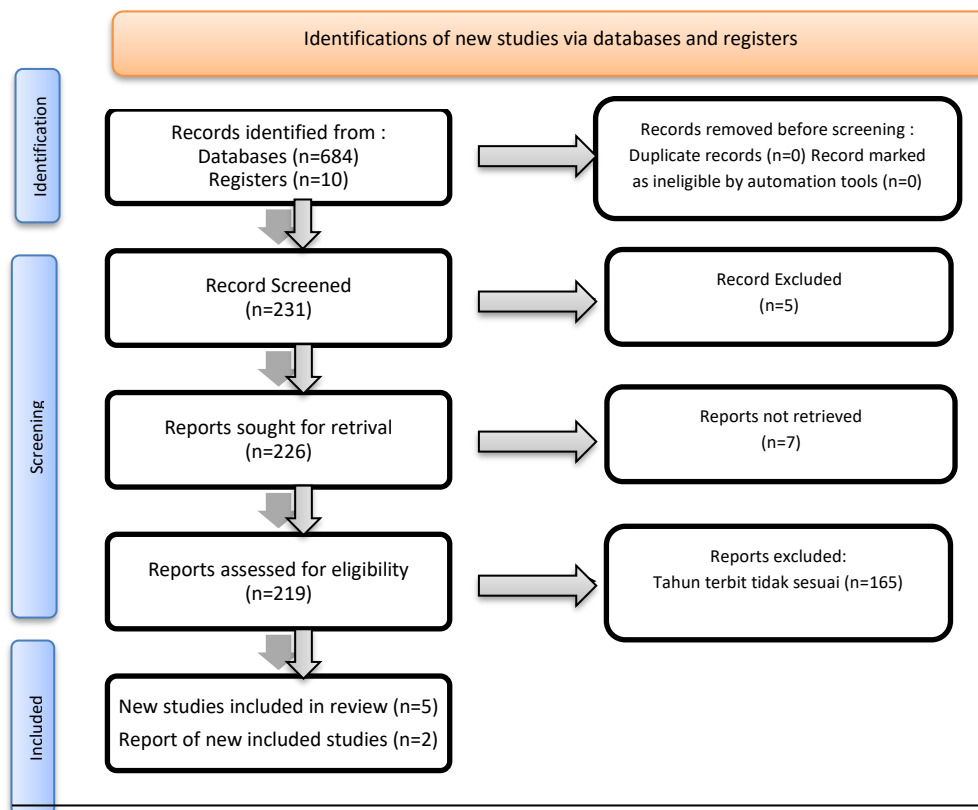 Identifications of new studies via databases and registers
Identification
Records identified from :
Databases (n=684)
Registers (n=10)
Records removed before screening :
Duplicate records (n=0) Record marked
as ineligible by automation tools (n=0)
Screening
Record Screened
(n=231)
Record Excluded
(n=5)
Reports sought for retrival
(n=226)
Reports not retrieved
(n=7)
Reports assessed for eligibility
(n=219)
Reports excluded:
Tahun terbit tidak sesuai (n=165)
Included
New studies included in review (n=5)
Report of new included studies (n=2)